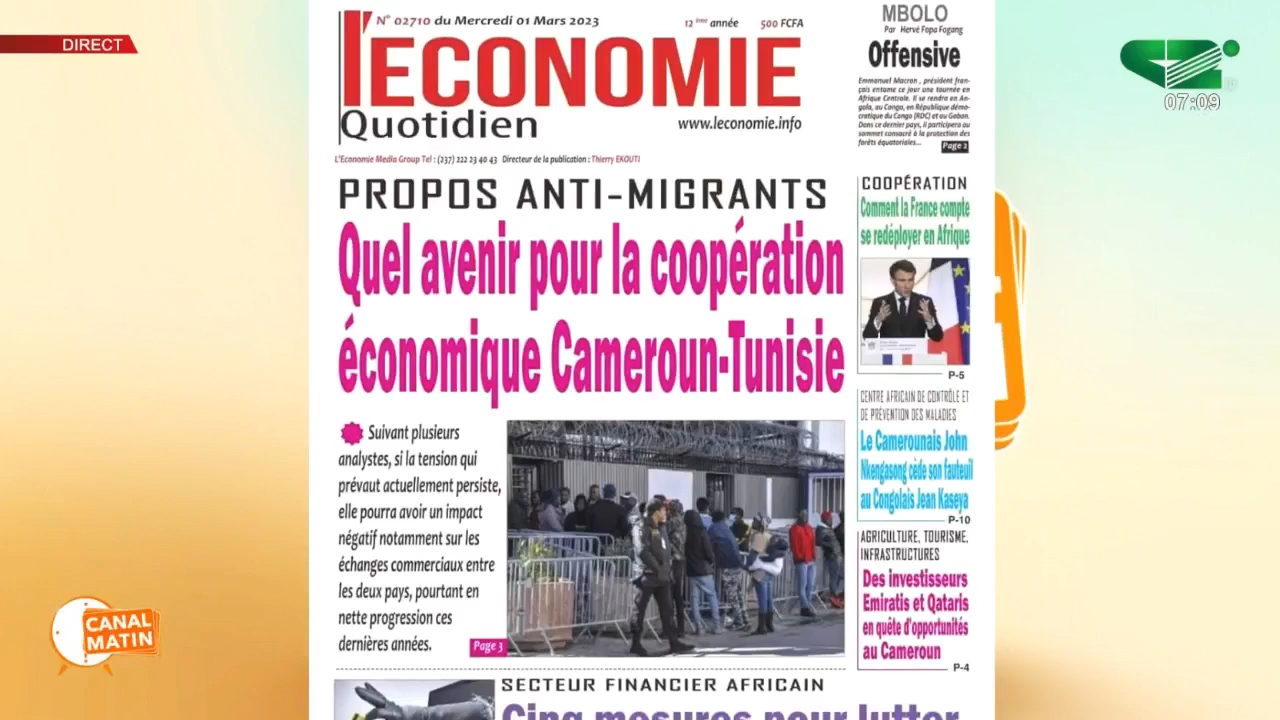 DIRECT
N° 02710 du Mercredi 01 Mars 2023
12 ème année
500 FCFA
l'ECONOMIE
Quotidien
www.leconomie.info
L'Economie Media Group Tel : (237) 222 23 40 43 Directeur de la publication : Thierry EKOUTI
PROPOS ANTI-MIGRANTS
Quel avenir pour la coopération
économique Cameroun-Tunisie
Suivant plusieurs
analystes, si la tension qui
prévaut actuellement persiste,
elle pourra avoir un impact
négatif notamment sur les
échanges commerciaux entre
les deux pays, pourtant en
nette progression ces
dernières années.
Page 3
SECTEUR FINANCIER AFRICAIN
Cinq mesures pour lutter
MBOLO
Par Hervé Fopa Fogang
Offensive
Emmanuel Macron , président fran-
çais entame ce jour une tournée en
Afrique Centrale. Il se rendra en An-
gola, au Congo, en République démo-
cratique du Congo (RDC) et au Gabon.
Dans ce dernier pays, il participera au
sommet consacré à la protection des
forêts équatoriales...
Page 2
COOPÉRATION
Comment la France compte
se redéployer en Afrique
P-5
CENTRE AFRICAIN DE CONTRÔLE ET
DE PRÉVENTION DES MALADIES
Le Camerounais John
Nkengasong cède son fauteuil
au Congolais Jean Kaseya
P-10
AGRICULTURE, TOURISME,
INFRASTRUCTURES
Des investisseurs
Emiratis et Qataris
en quête d'opportunités
au Cameroun
P-4
07:09
CANAL
MATIN